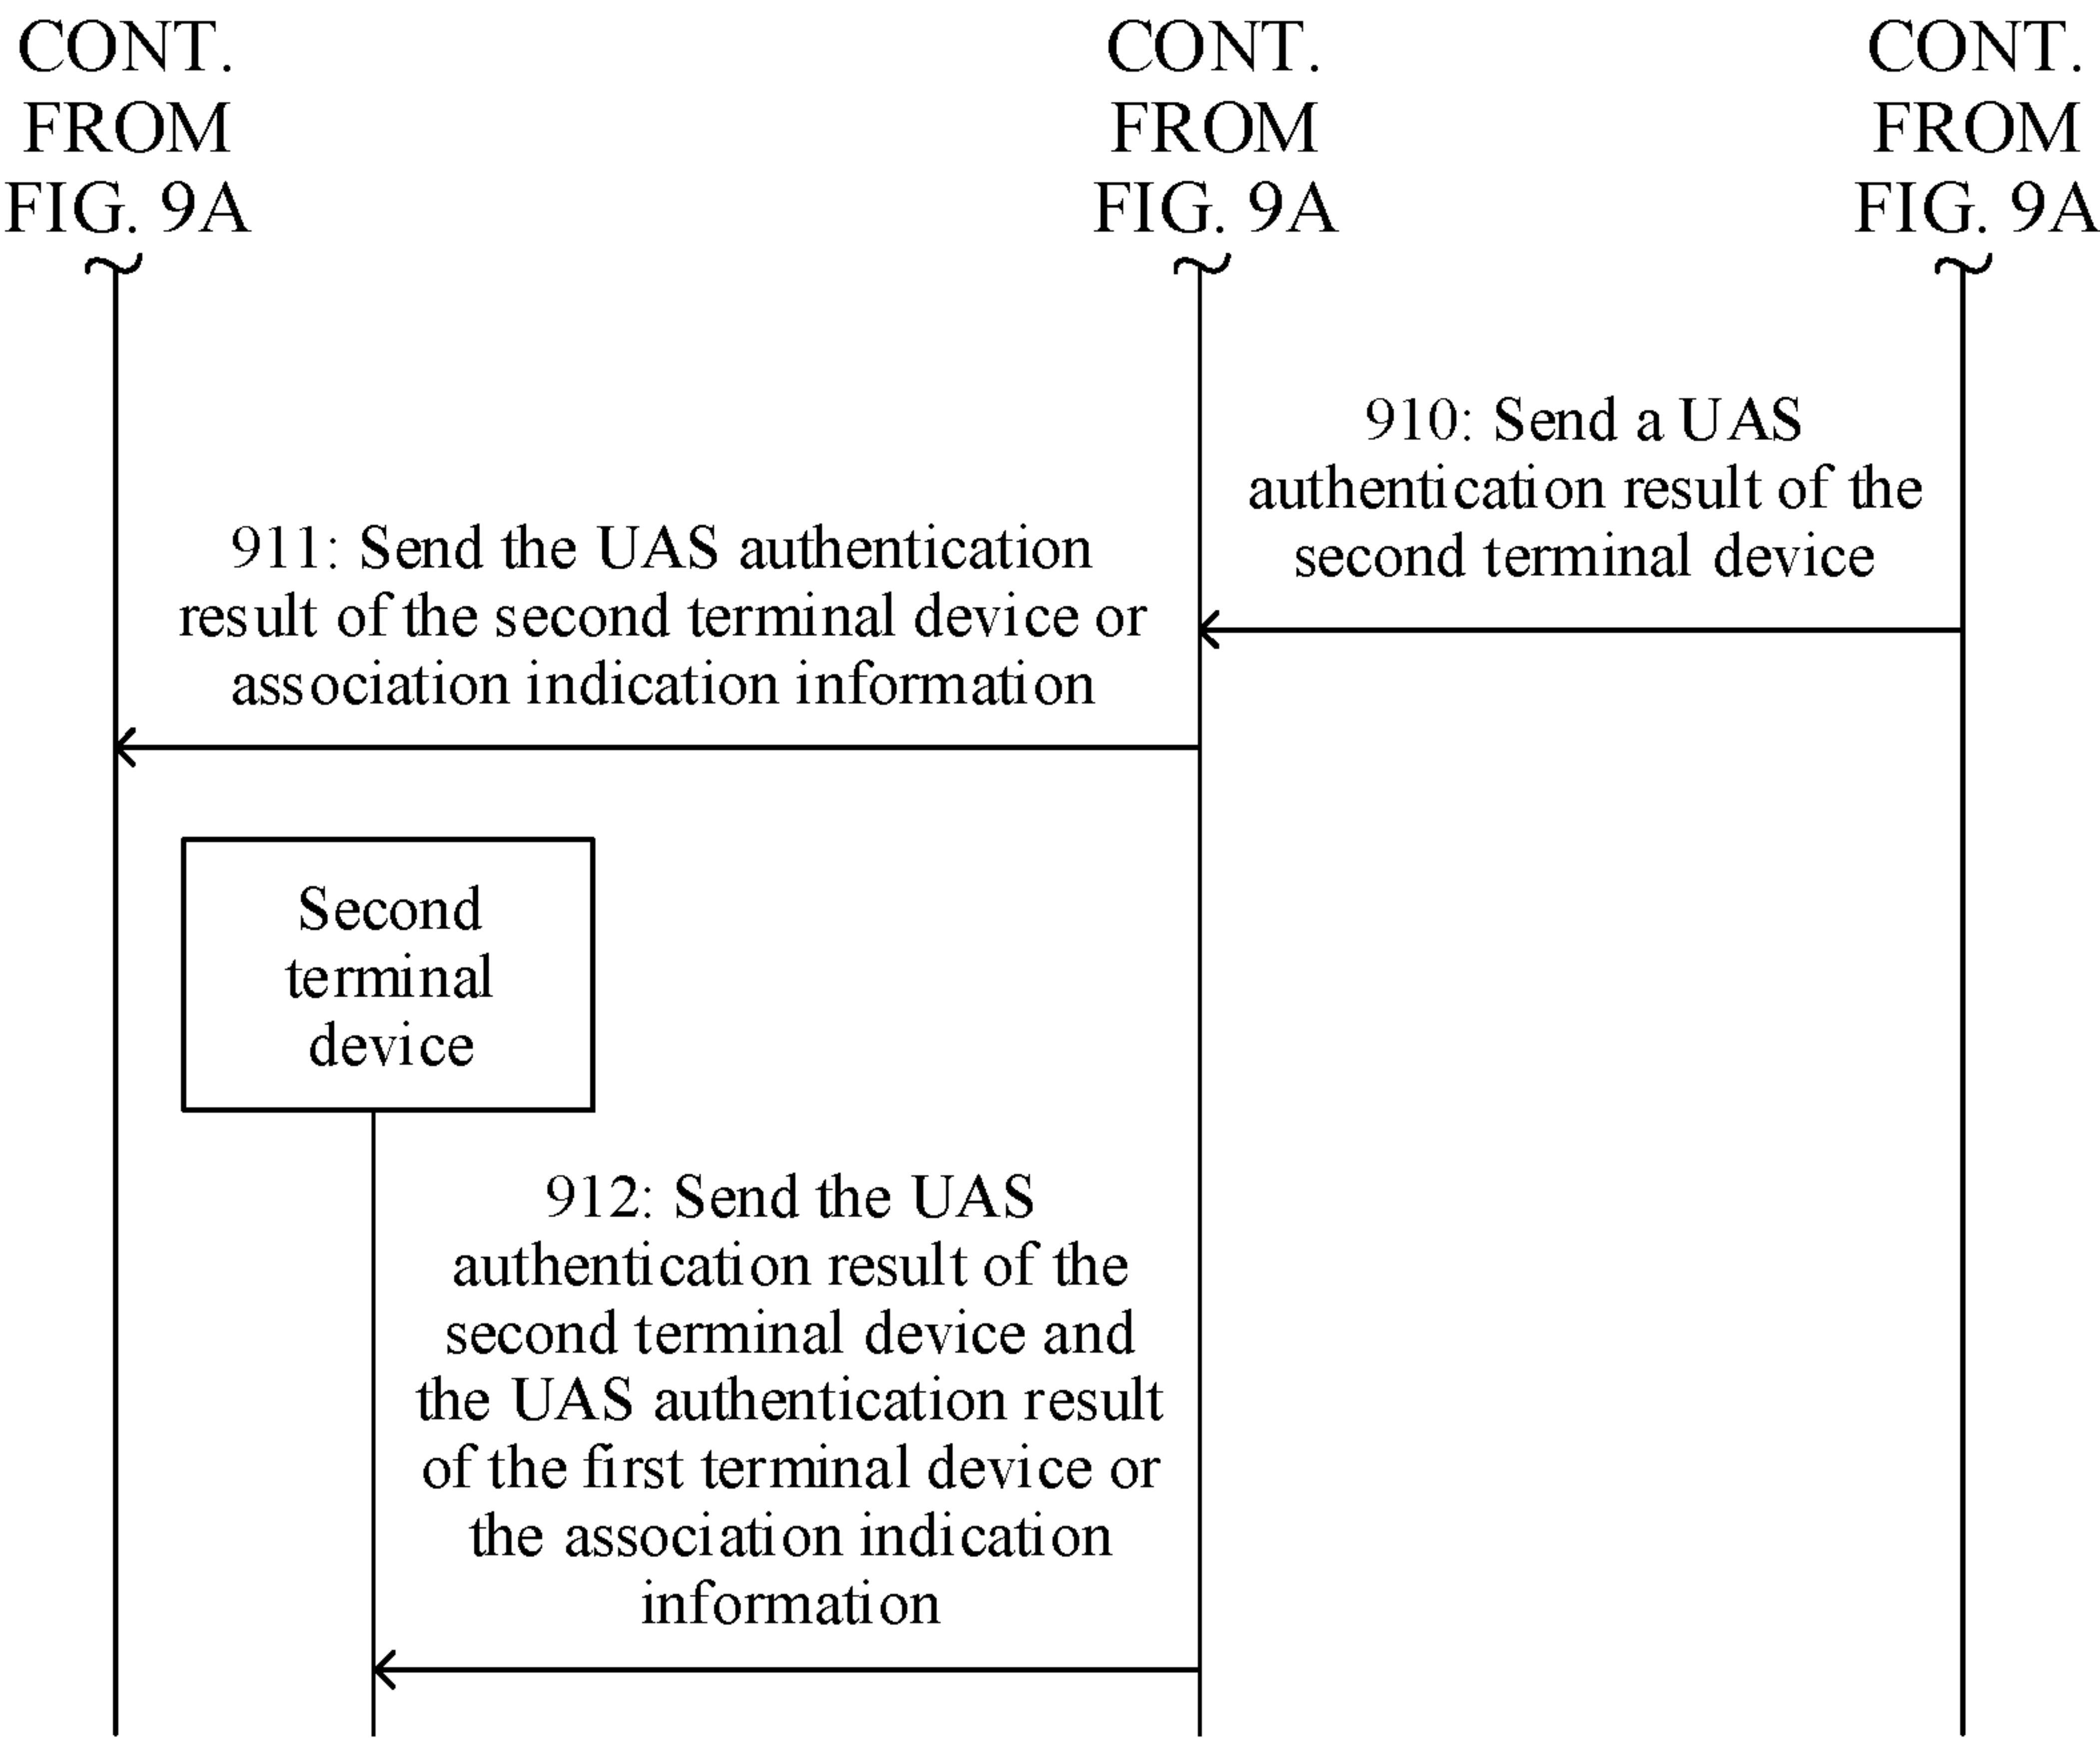 CONT.
FROM
FIG. 9A
CONT.
FROM
FIG. 9A
CONT.
FROM
FIG. 9A
910: Send a UAS
authentication result of the
second terminal device
911: Send the UAS authentication
result of the second terminal device or
association indication information
Second
terminal
device
912: Send the UAS
authentication result of the
second terminal device and
the UAS authentication result
of the first terminal device or
the association indication
information